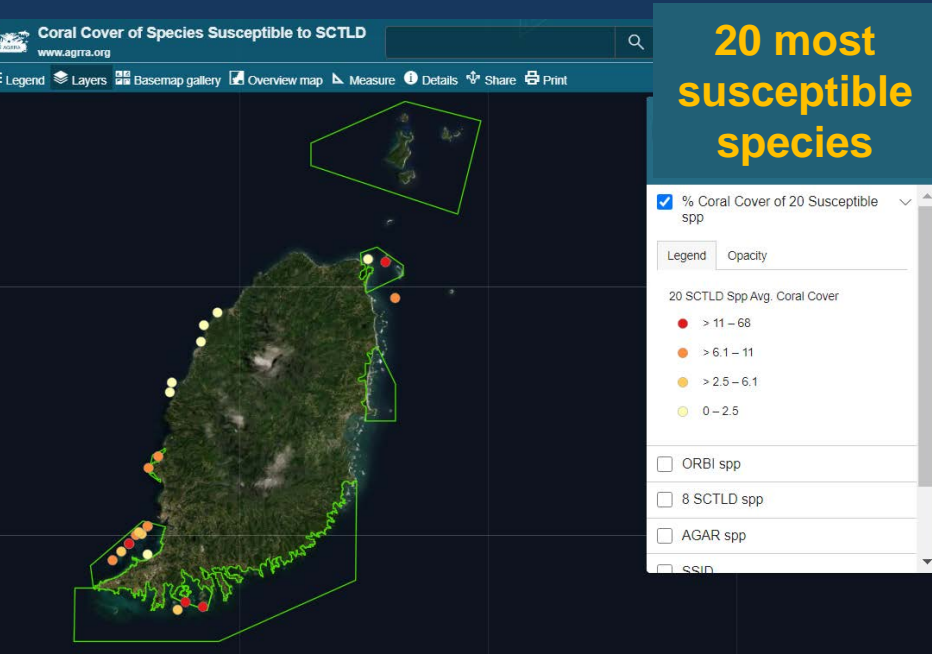 Coral Cover of Species Susceptible to SCTLD
www.agrra.org
AGRRA
Legend Layers Basemap gallery Overview map Measure Details Share Print
20 most
susceptible
species
% Coral Cover of 20 Susceptible
spp
Legend Opacity
20 SCTLD Spp Avg. Coral Cover
> 11 – 68
> 6.1 – 11
> 2.5 – 6.1
0 – 2.5
ORBI spp
8 SCTLD spp
AGAR spp
SSID